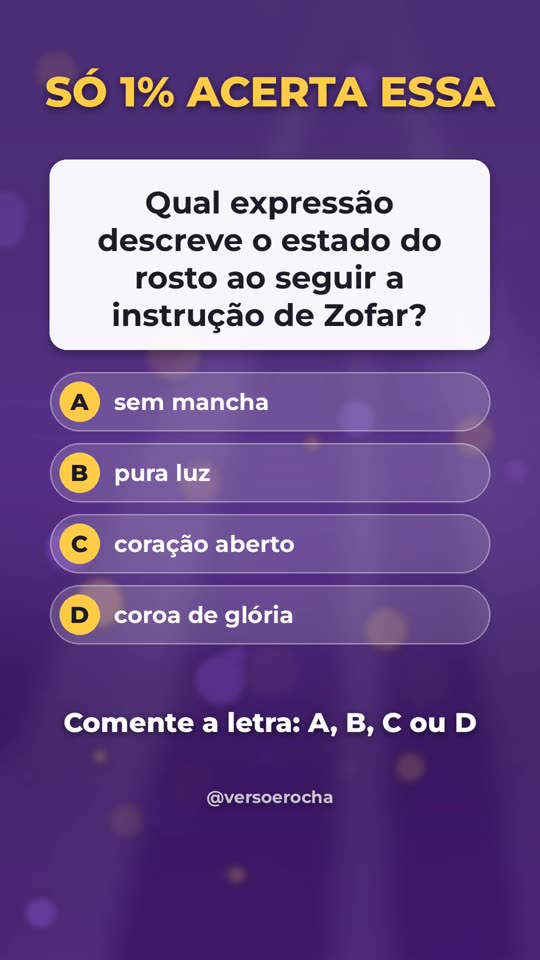 SÓ 1% ACERTA ESSA
Qual expressão
descreve o estado do
rosto ao seguir a
instrução de Zofar?
A sem mancha
B pura luz
C coração aberto
D coroa de glória
Comente a letra: A, B, C ou D
@versoerocha